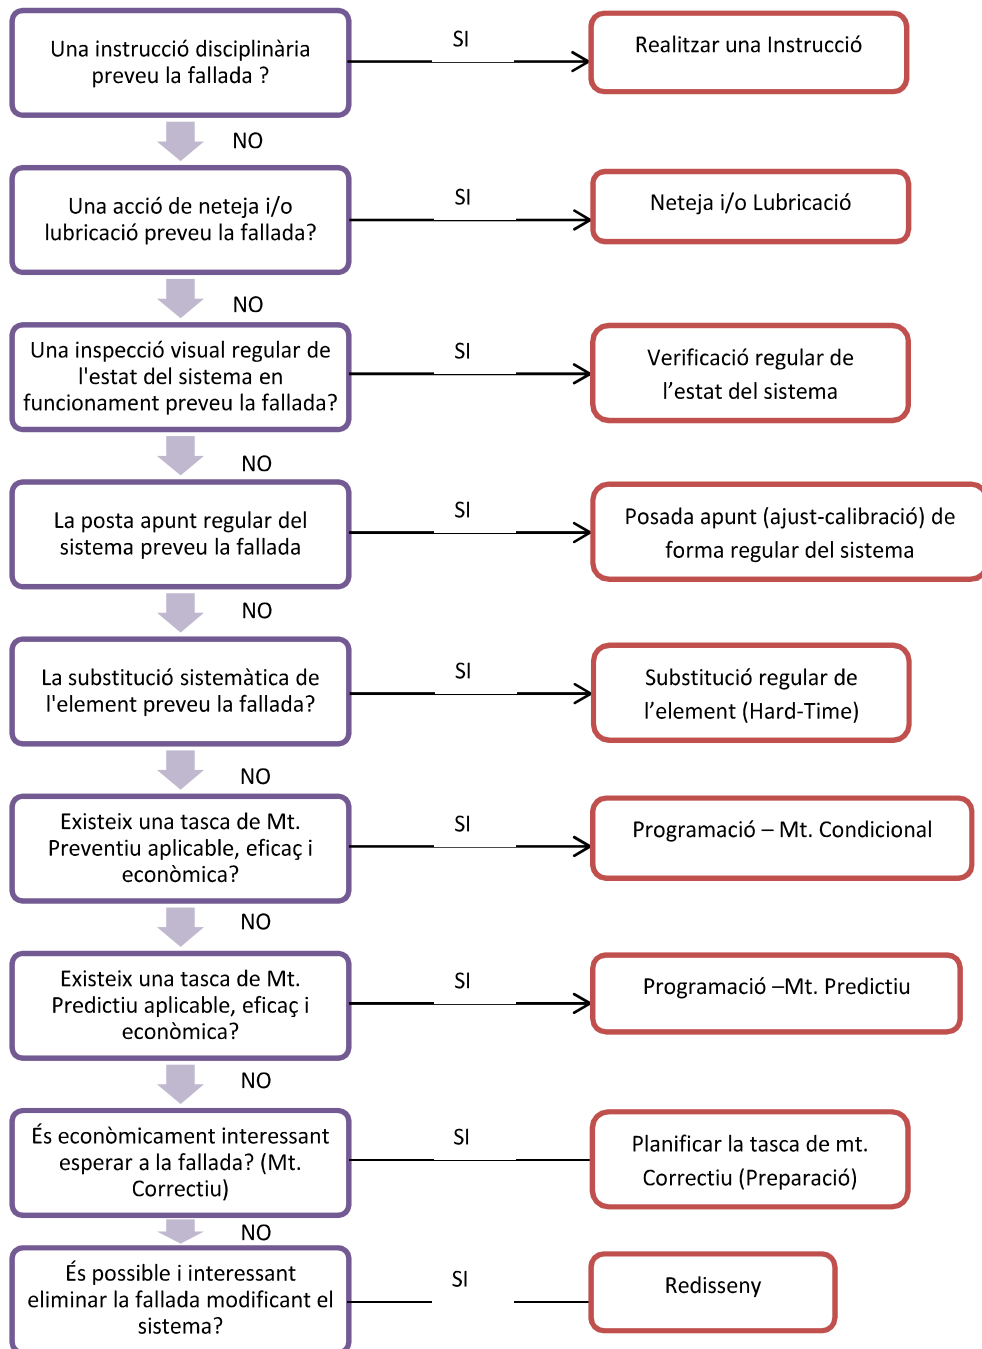 Una instrucció disciplinària
preveu la fallada ?
SI
Realitzar una Instrucció
NO
Una acció de neteja i/o
lubricació preveu la fallada?
SI
Neteja i/o Lubricació
NO
Una inspecció visual regular de
l'estat del sistema en
funcionament preveu la fallada?
SI
Verificació regular de
l’estat del sistema
NO
La posta apunt regular del
sistema preveu la fallada
SI
Posada apunt (ajust-calibració) de
forma regular del sistema
NO
La substitució sistemàtica de
l'element preveu la fallada?
SI
Substitució regular de
l’element (Hard-Time)
NO
Existeix una tasca de Mt.
Preventiu aplicable, eficaç i
econòmica?
SI
Programació – Mt. Condicional
NO
Existeix una tasca de Mt.
Predictiu aplicable, eficaç i
econòmica?
SI
Programació –Mt. Predictiu
NO
És econòmicament interessant
esperar a la fallada? (Mt.
Correctiu)
SI
Planificar la tasca de mt.
Correctiu (Preparació)
NO
És possible i interessant
eliminar la fallada modificant el
sistema?
SI
Redisseny